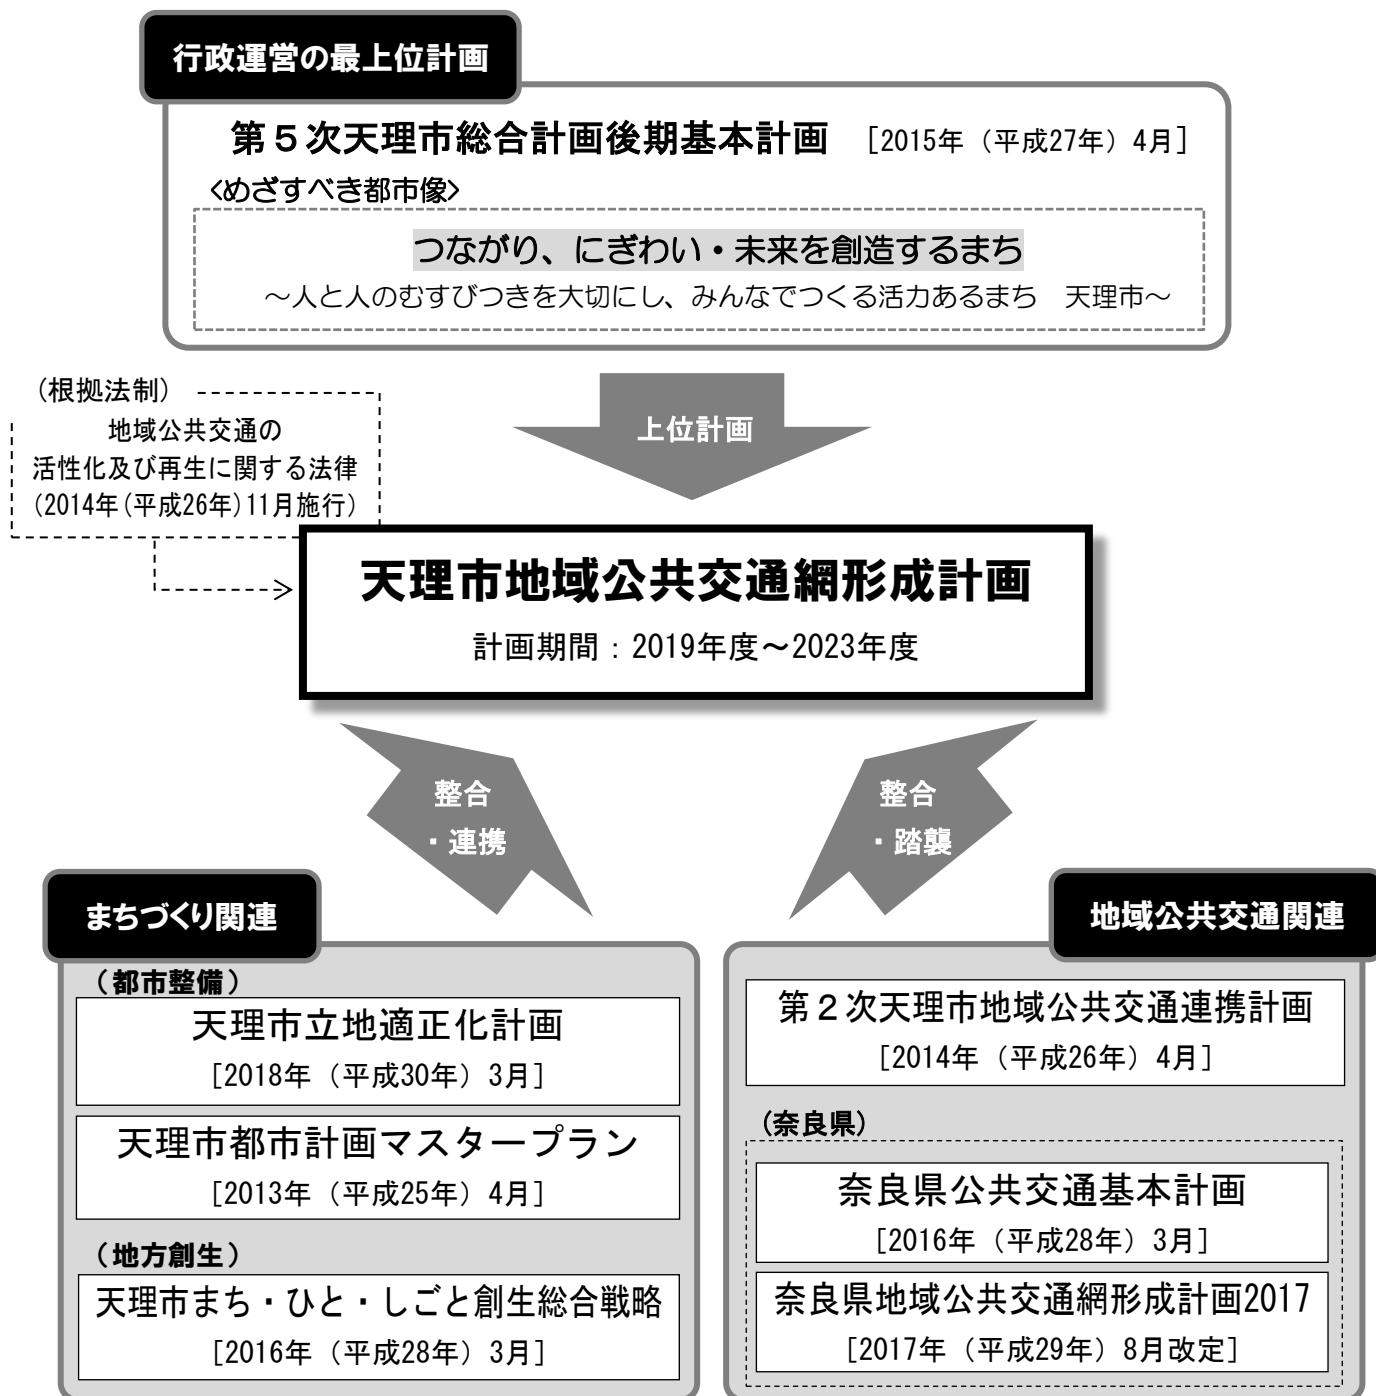 行政運営の最上位計画
第５次天理市総合計画後期基本計画 [2015年（平成27年）4月]
<めざすべき都市像>
つながり、にぎわい・未来を創造するまち
～人と人のむすびつきを大切にし、みんなでつくる活力あるまち　天理市～
（根拠法制）
地域公共交通の
活性化及び再生に関する法律
(2014年(平成26年)11月施行)
上位計画
天理市地域公共交通網形成計画
計画期間：2019年度～2023年度
整合
・連携
整合
・踏襲
まちづくり関連
（都市整備）
天理市立地適正化計画
[2018年（平成30年）3月]
天理市都市計画マスタープラン
[2013年（平成25年）4月]
（地方創生）
天理市まち・ひと・しごと創生総合戦略
[2016年（平成28年）3月]
地域公共交通関連
第２次天理市地域公共交通連携計画
[2014年（平成26年）4月]
（奈良県）
奈良県公共交通基本計画
[2016年（平成28年）3月]
奈良県地域公共交通網形成計画2017
[2017年（平成29年）8月改定]